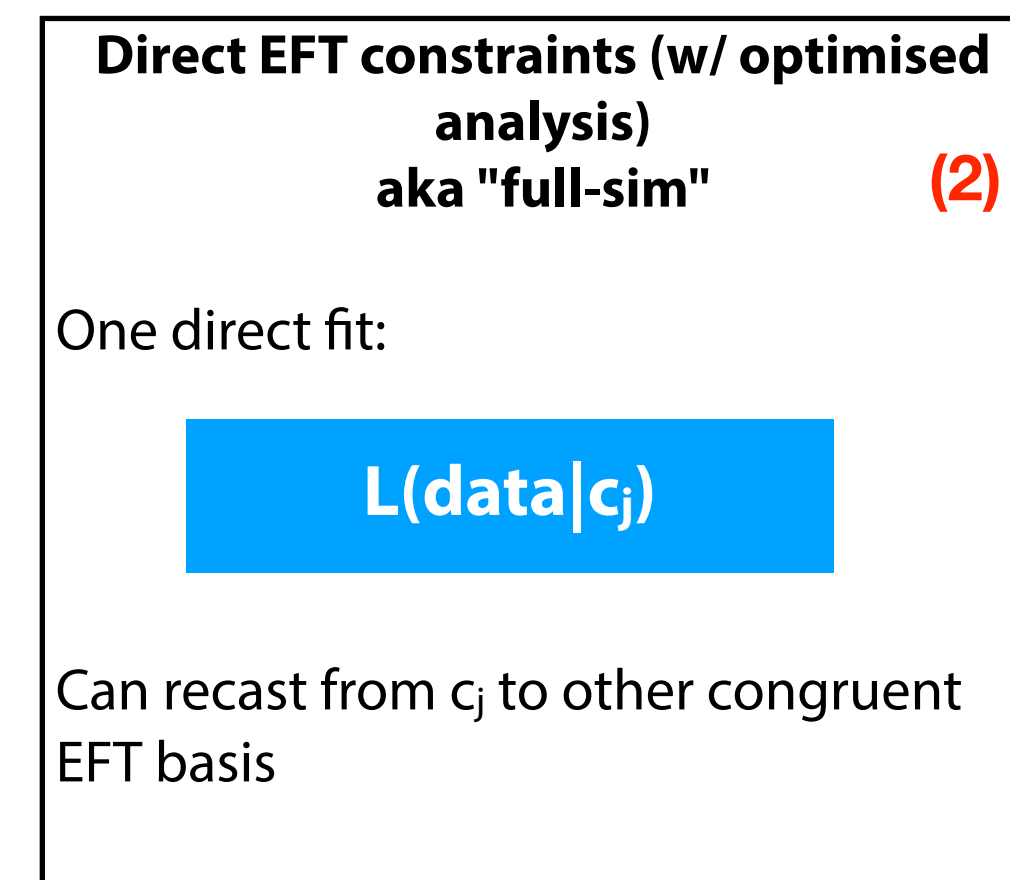 Direct EFT constraints (w/ optimised
analysis)
aka "full-sim"
(2)
One direct fit:
L(data|cj)
Can recast from cj to other congruent
EFT basis